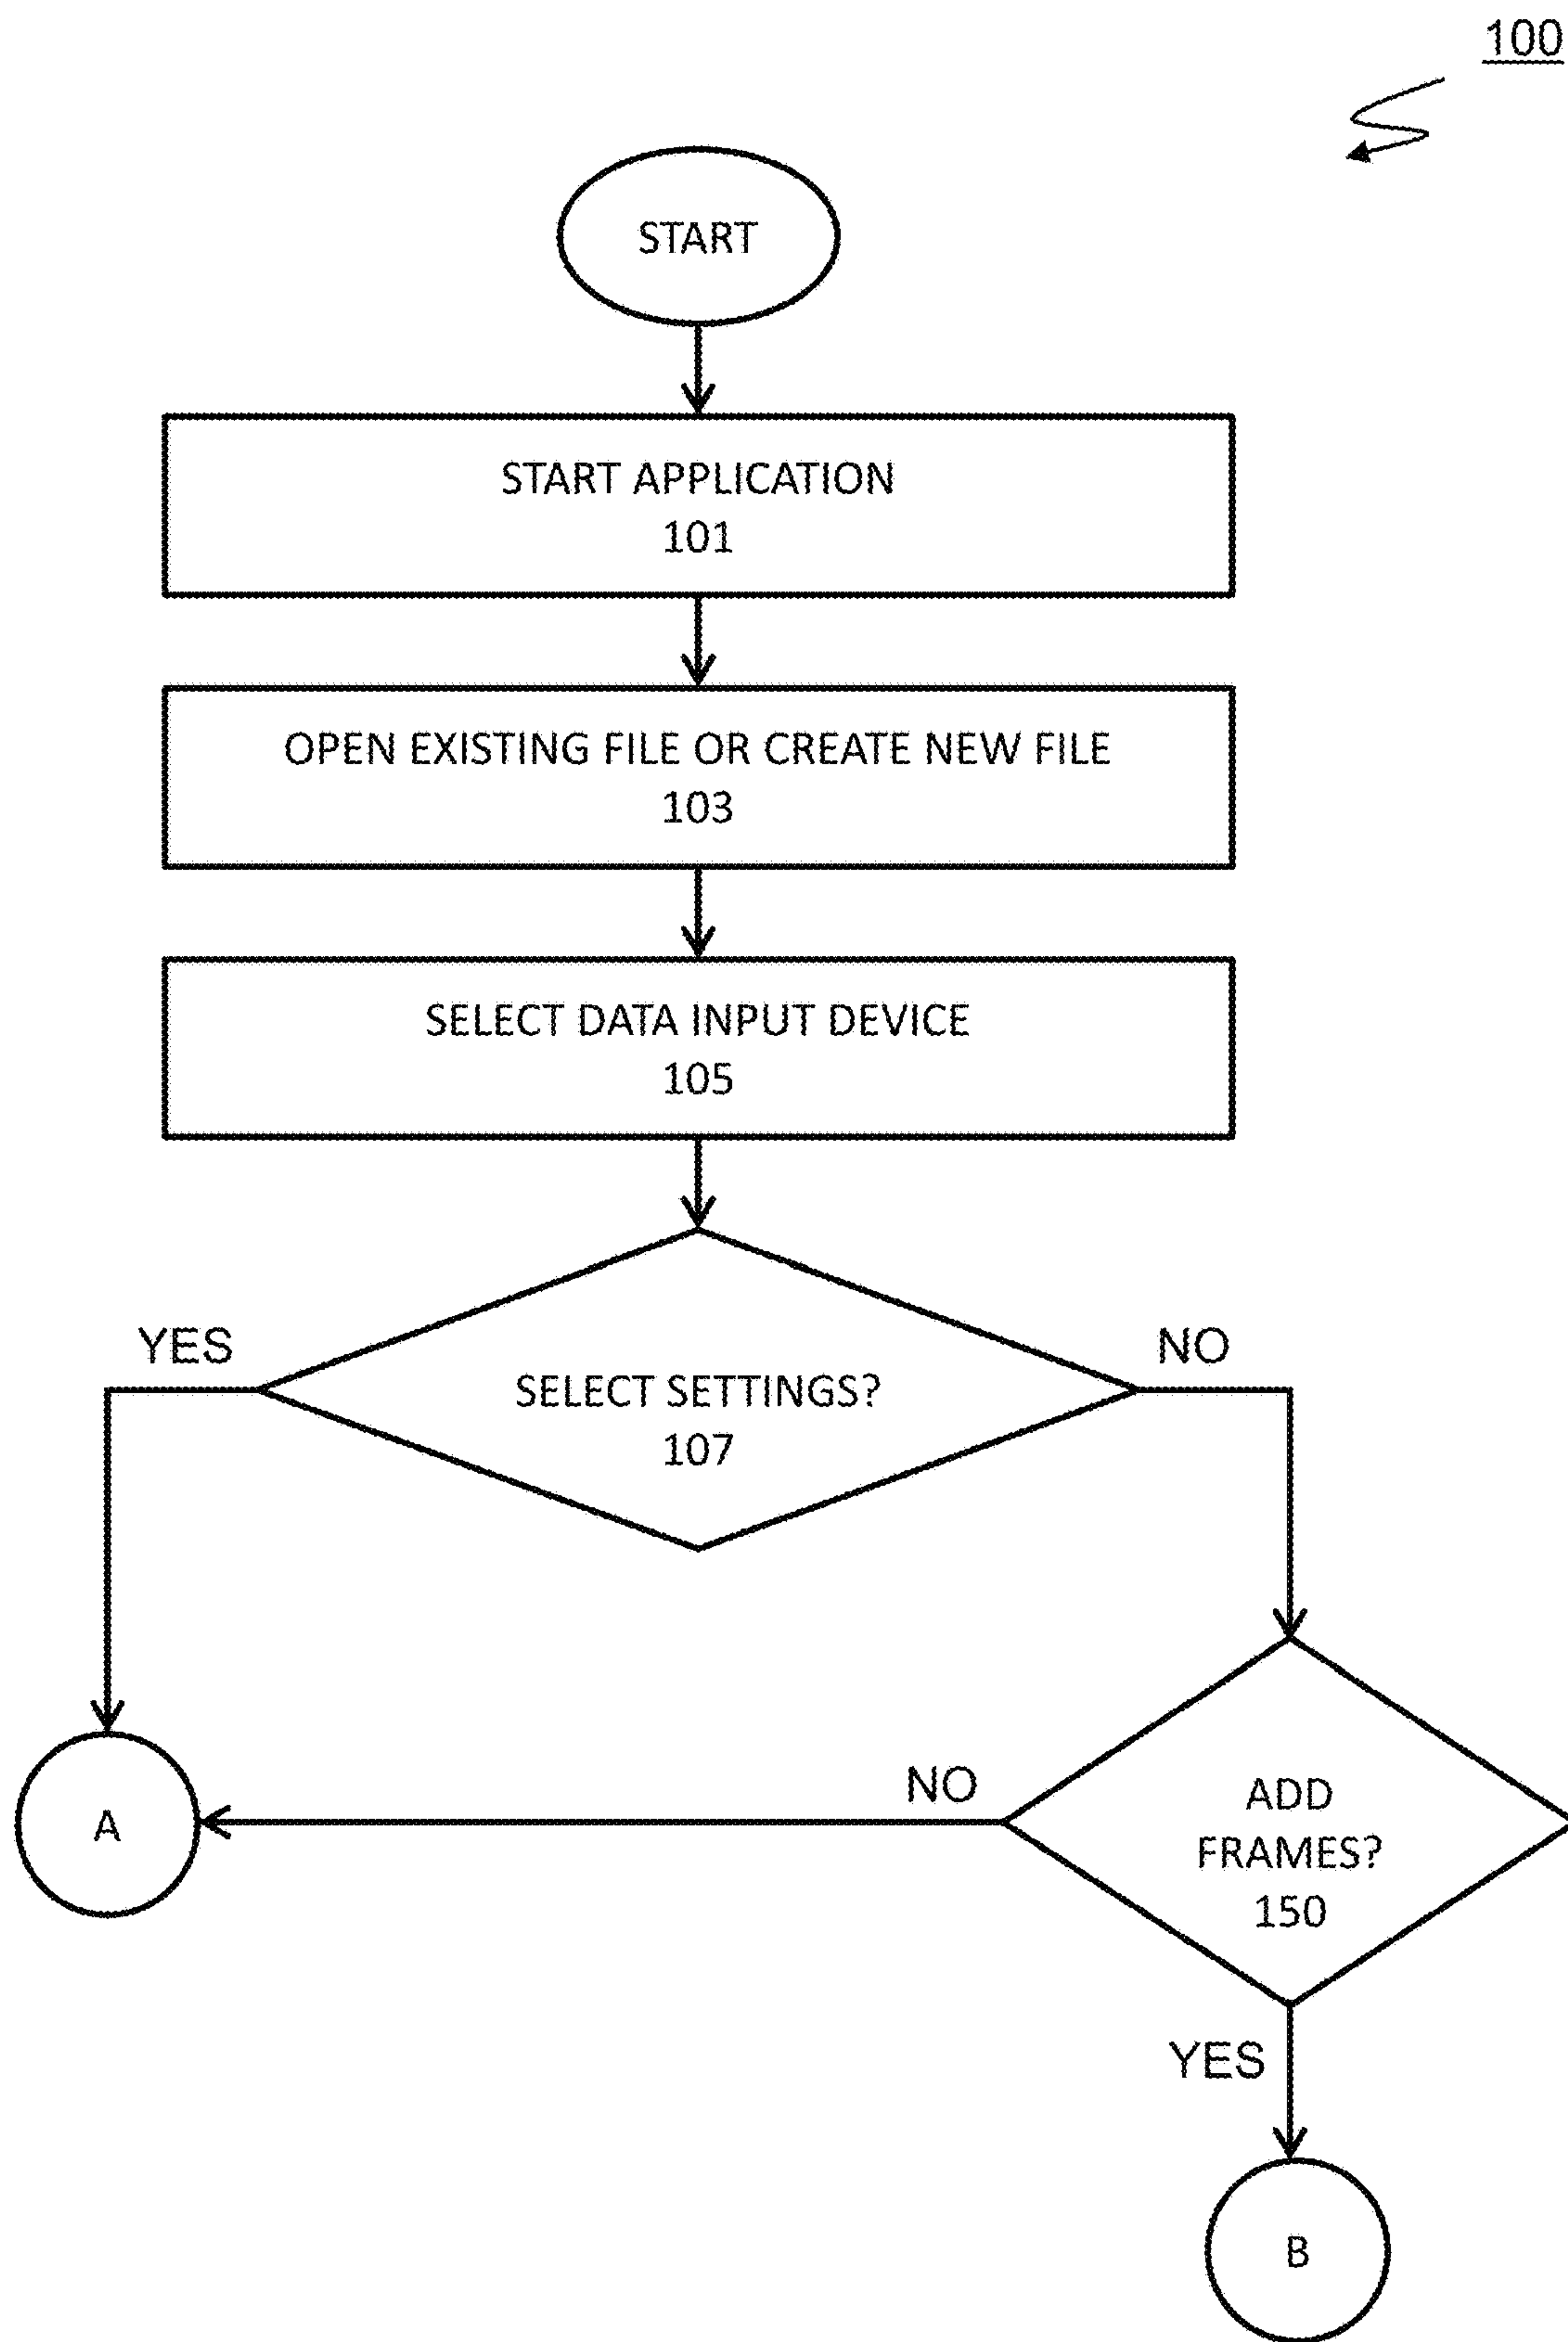 100
START
START APPLICATION
101
OPEN EXISTING FILE OR CREATE NEW FILE
103
SELECT DATA INPUT DEVICE
105
YES
NO
SELECT SETTINGS?
107
NO
A
ADD
FRAMES?
150
YES
B